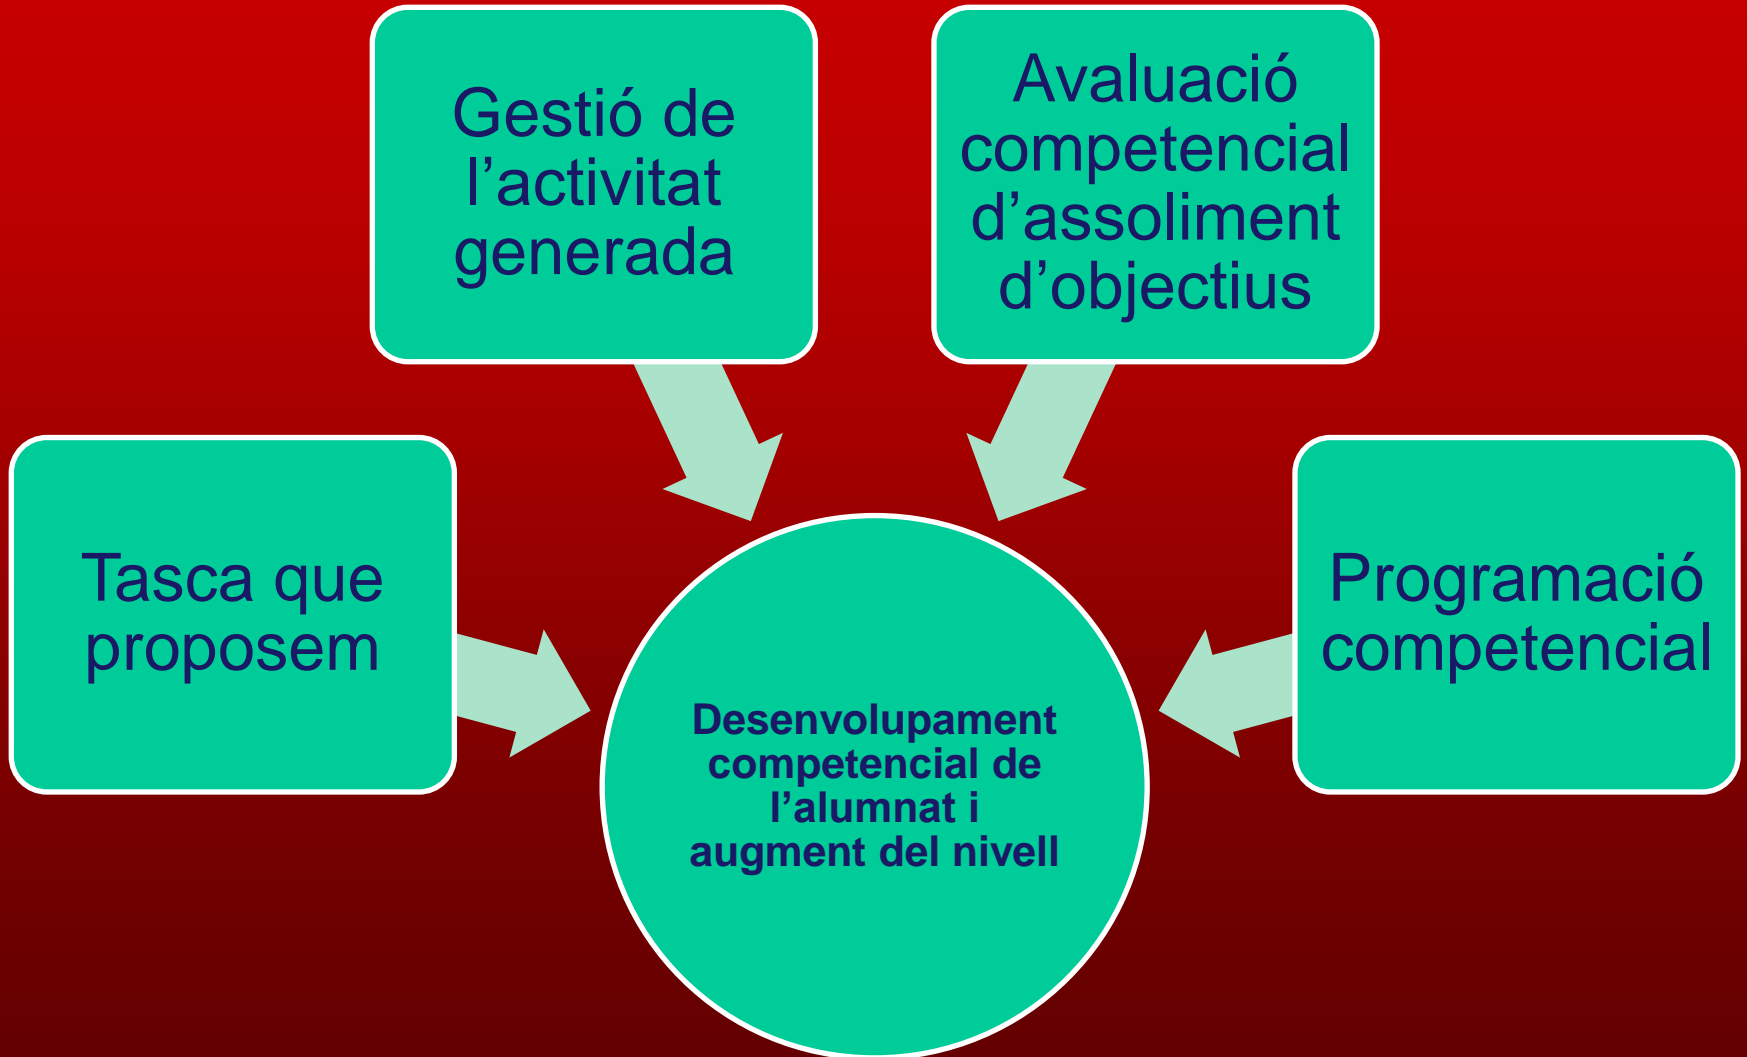 Gestió de
l’activitat
generada
Avaluació
competencial
d’assoliment
d’objectius
Tasca que
proposem
Programació
competencial
Desenvolupament
competencial de
l’alumnat i
augment del nivell